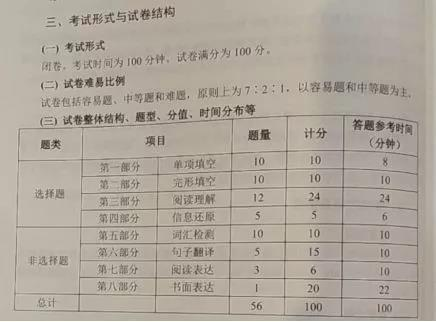 三、考试形式与试卷结构
(一) 考试形式
闭卷。考试时间为 100 分钟，试卷满分为 100 分。
(二) 试卷难易比例
试卷包括容易题、中等题和难题，原则上为 7：2：1，以容易题和中等题为主。
(三) 试卷整体结构、题型、分值、时间分布等
题类 项目 题量 计分 答题参考时间
（分钟）
选择题 第一部分 单项填空 10 10 8
第二部分 完形填空 10 10 10
第三部分 阅读理解 12 24 24
第四部分 信息还原 5 5 6
非选择题 第五部分 词汇检测 10 10 10
第六部分 句子翻译 5 15 10
第七部分 阅读表达 3 6 10
第八部分 书面表达 1 20 22
总计 56 100 100